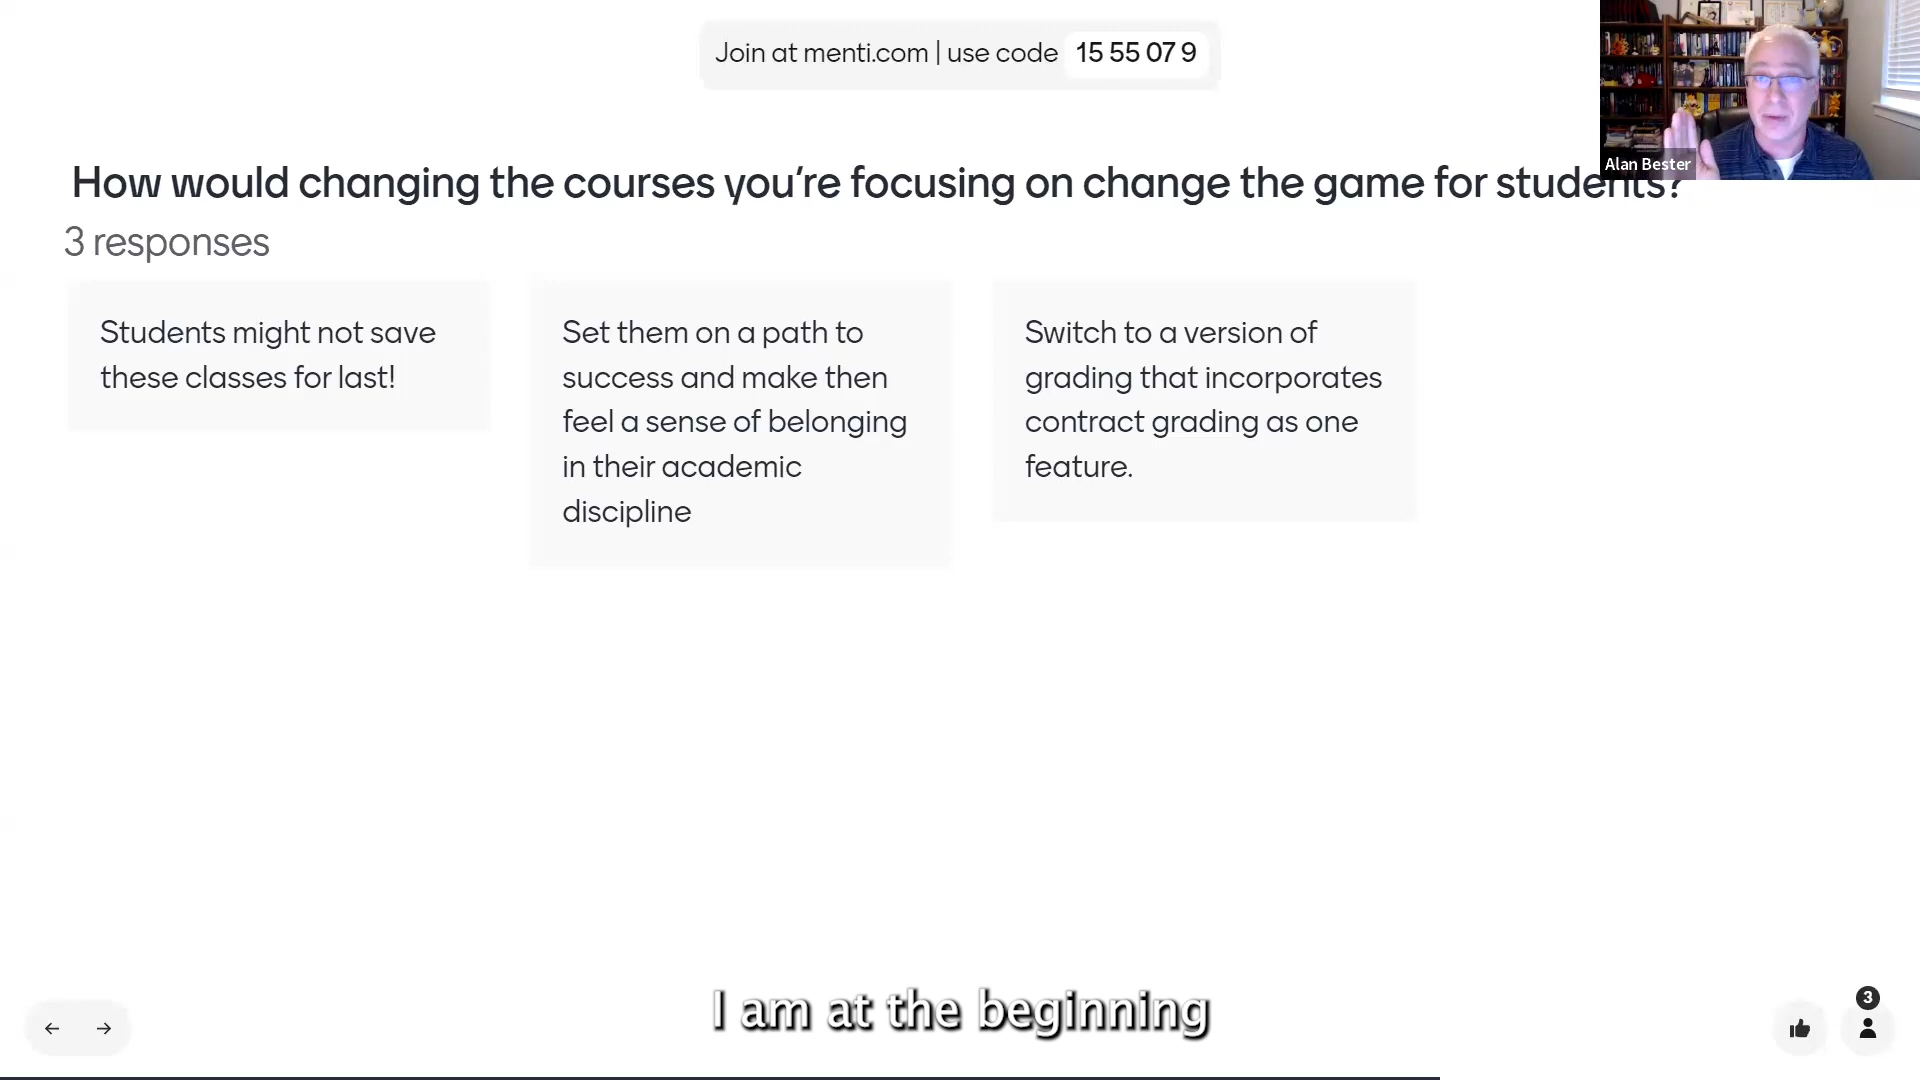 Join at menti.com | use code 15 55 07 9
Alan Bester
How would changing the courses you're focusing on change the game for students?
3 responses
Students might not save
these classes for last!
Set them on a path to
success and make then
feel a sense of belonging
in their academic
discipline
Switch to a version of
grading that incorporates
contract grading as one
feature.
I am at the beginning
3